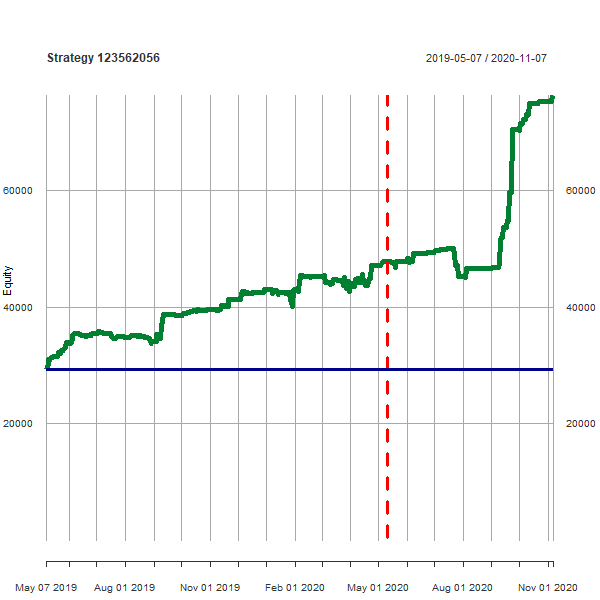 Strategy 123562056
2019-05-07 / 2020-11-07
60000
60000
Equity
40000
40000
20000
20000
May 07 2019
Aug 01 2019
Nov 01 2019
Feb 01 2020
May 01 2020
Aug 01 2020
Nov 01 2020